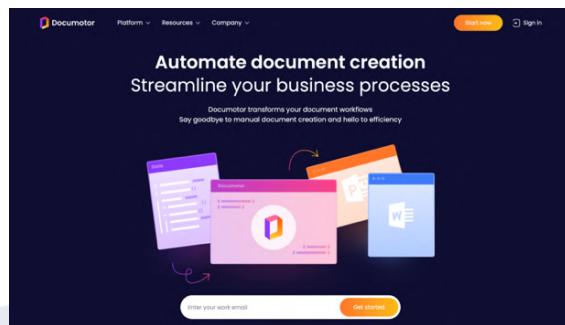 Documotor
Platform Resources Company
Start now
Sign in
Automate document creation
Streamline your business processes
Documotor transforms your document workflows
Say goodbye to manual document creation and hello to efficiency
Data
Documotor
P
W
Enter your work email
Get started